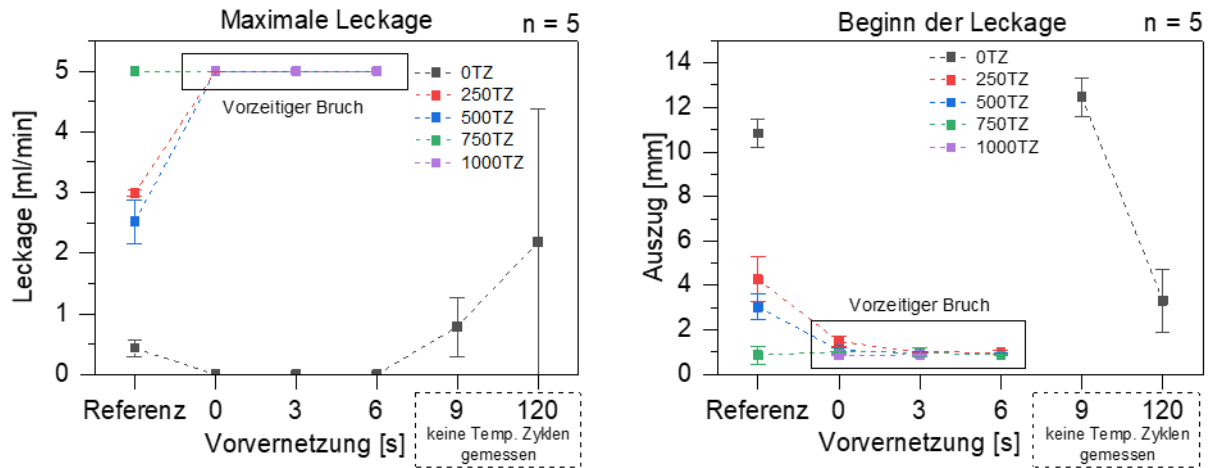 Maximale Leckage
n = 5
Leckage [ml/min]
5
4
3
2
1
0
Vorzeitiger Bruch
0TZ
250TZ
500TZ
750TZ
1000TZ
Referenz
0
3
6
9
120
Vorvernetzung [s]
keine Temp. Zyklen
gemessen
Beginn der Leckage
n = 5
Auszug [mm]
14
12
10
8
6
4
2
0
0TZ
250TZ
500TZ
750TZ
1000TZ
Vorzeitiger Bruch
Referenz
0
3
6
9
120
Vorvernetzung [s]
keine Temp. Zyklen
gemessen